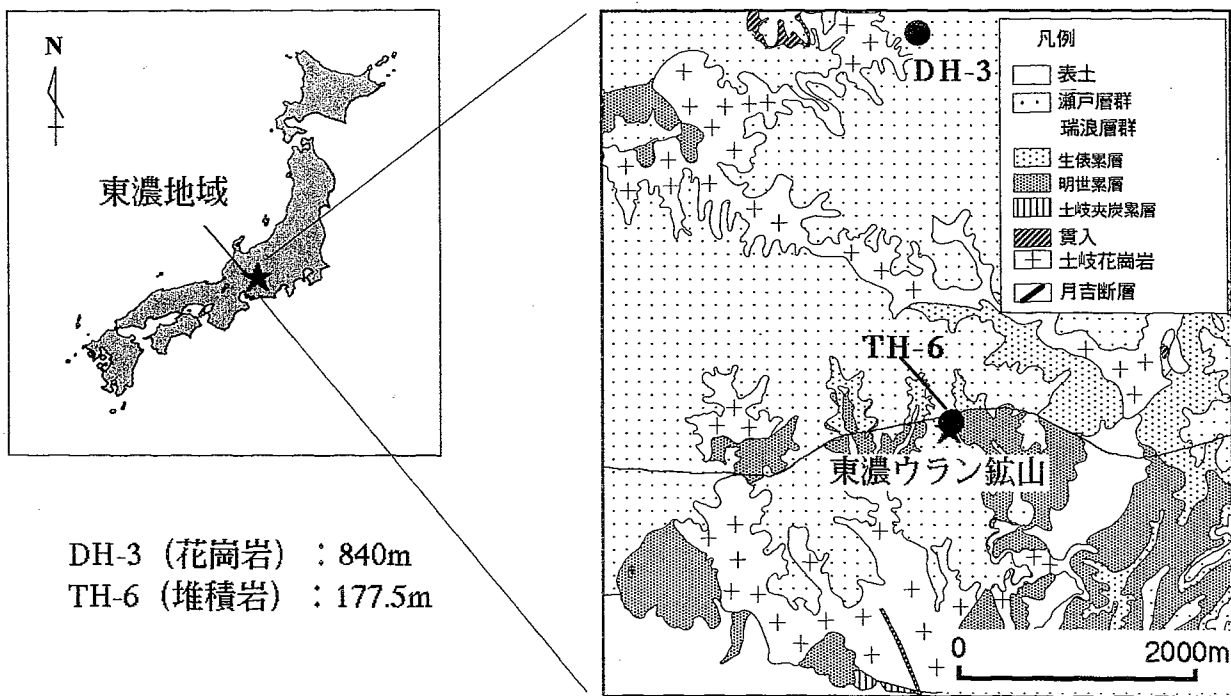 N
東濃地域
DH-3 (花崗岩) : 840m
TH-6 (堆積岩) : 177.5m
DH-3
TH-6
東濃ウラン鉱山
凡例
表土
瀬戸層群
瑞浪層群
生俵累層
明世累層
土岐夾炭累層
貫入
土岐花崗岩
月吉断層
0 2000m